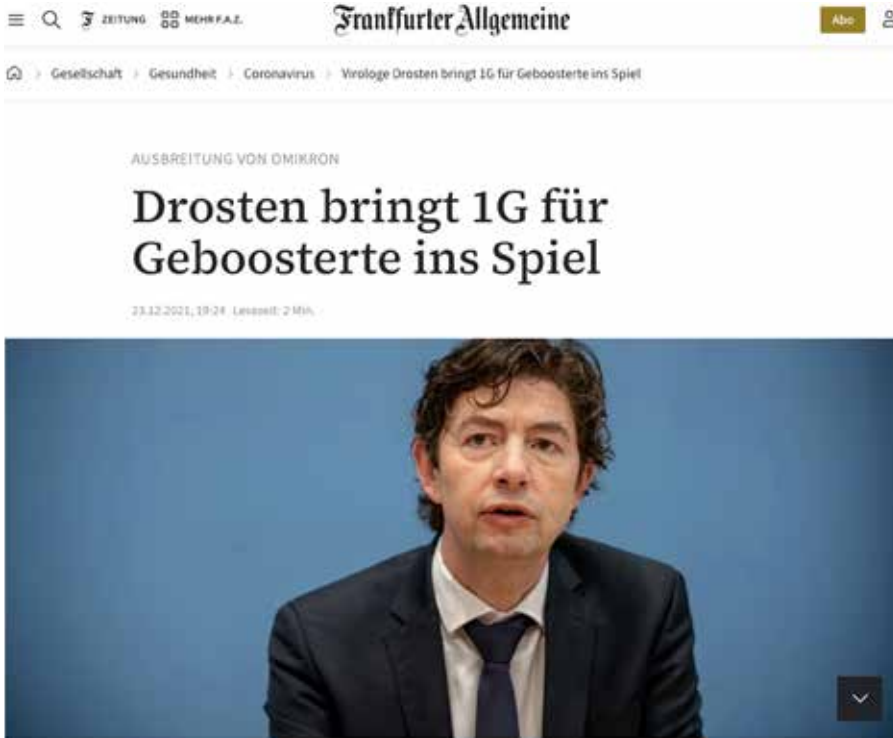 ZEITUNG MEHR F.A.Z. Frankfurter Allgemeine Abo
Gesellschaft > Gesundheit > Coronavirus > Virologe Drosten bringt 1G für Geboosterte ins Spiel
AUSBREITUNG VON OMIKRON
Drosten bringt 1G für
Geboosterte ins Spiel
23.12.2021, 19:24 Lesezeit: 2 Min.